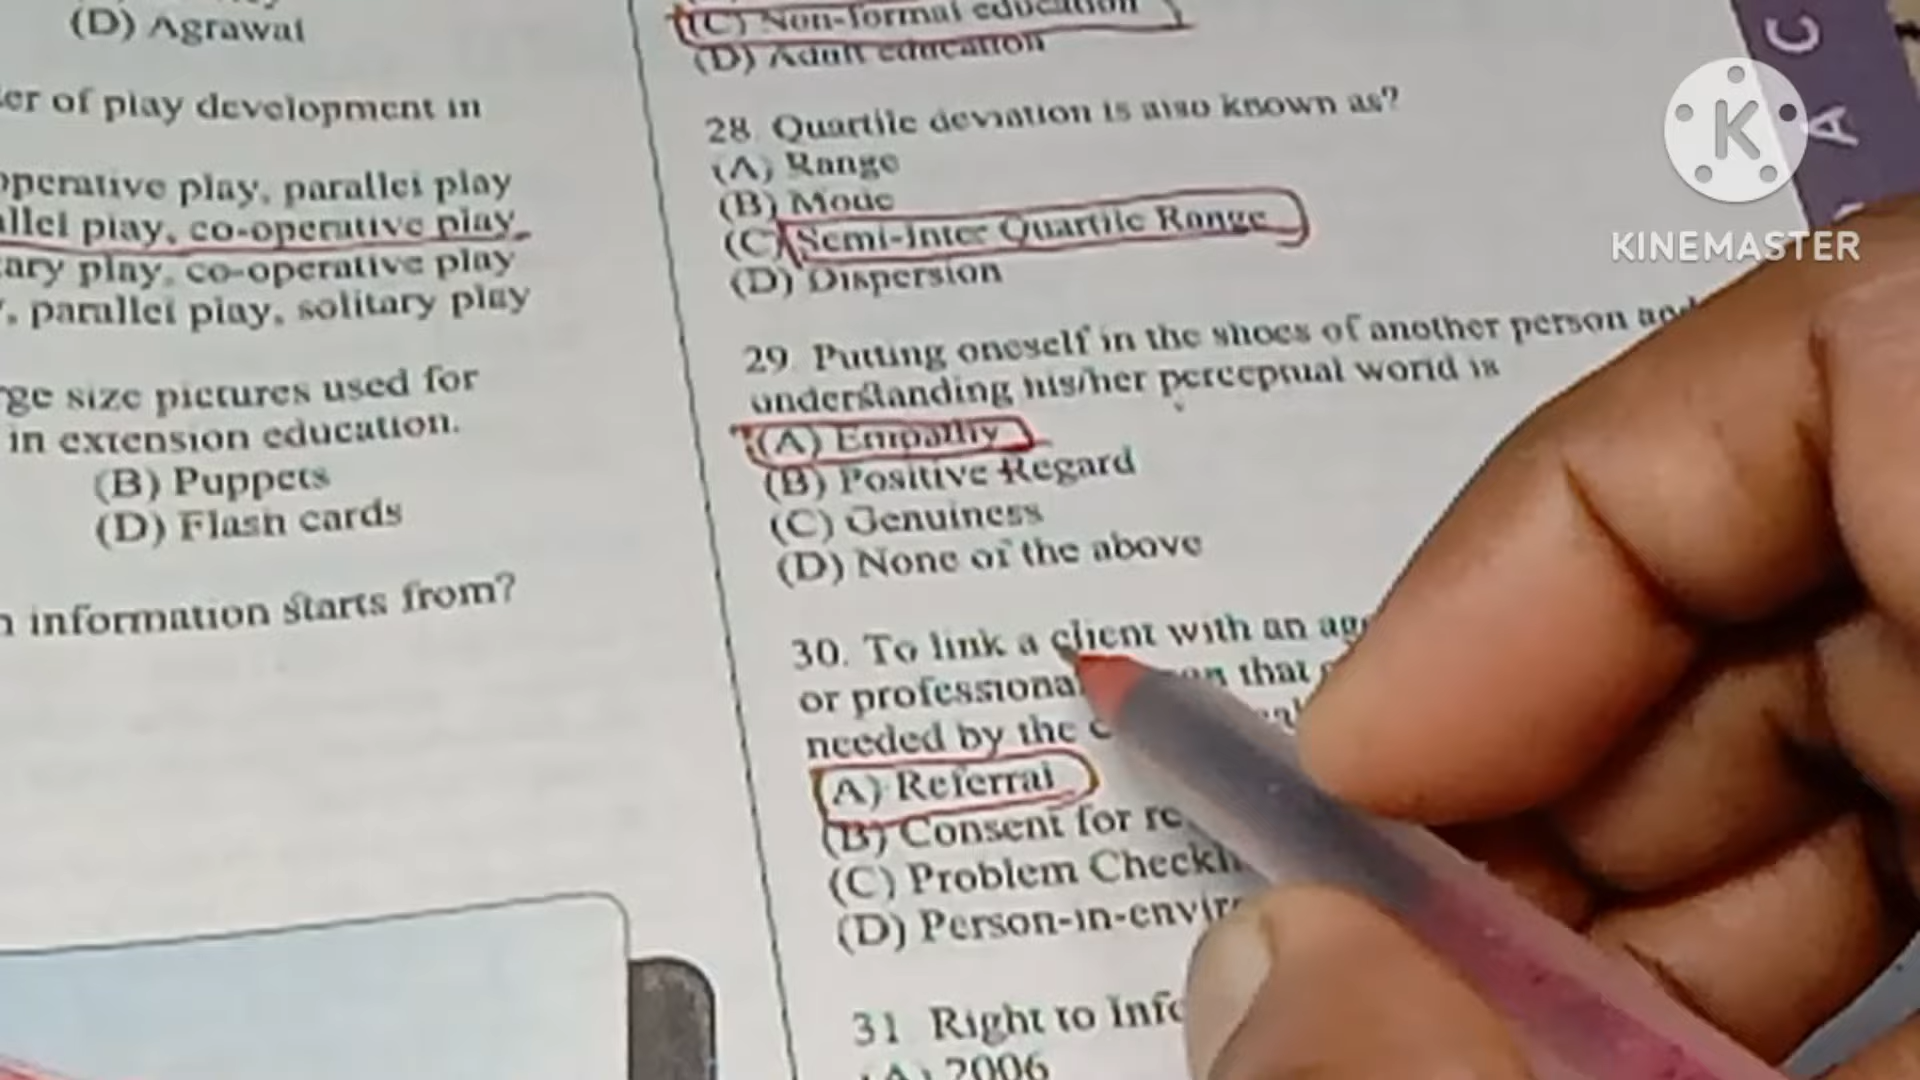 (D) Agrawal
er of play development in
operative play, parallel play
allel play, co-operative play
ary play, co-operative play
, parallel play, solitary play
ge size pictures used for
in extension education.
(B) Puppets
(D) Flash cards
information starts from?
(C) Non-formal education
(D) Adult education
28. Quartile deviation is also known as?
(A) Range
(B) Mode
(C) Semi-Inter Quartile Range
(D) Dispersion
29. Putting oneself in the shoes of another person and
understanding his/her perceptual world is
(A) Empathy
(B) Positive Regard
(C) Genuiness
(D) None of the above
30. To link a client with an
or professional that
needed by the
(A) Referral
(B) Consent for
(C) Problem
(D) Person-in-
31 Right to
(A) 2006
K
KINEMASTER
C
A